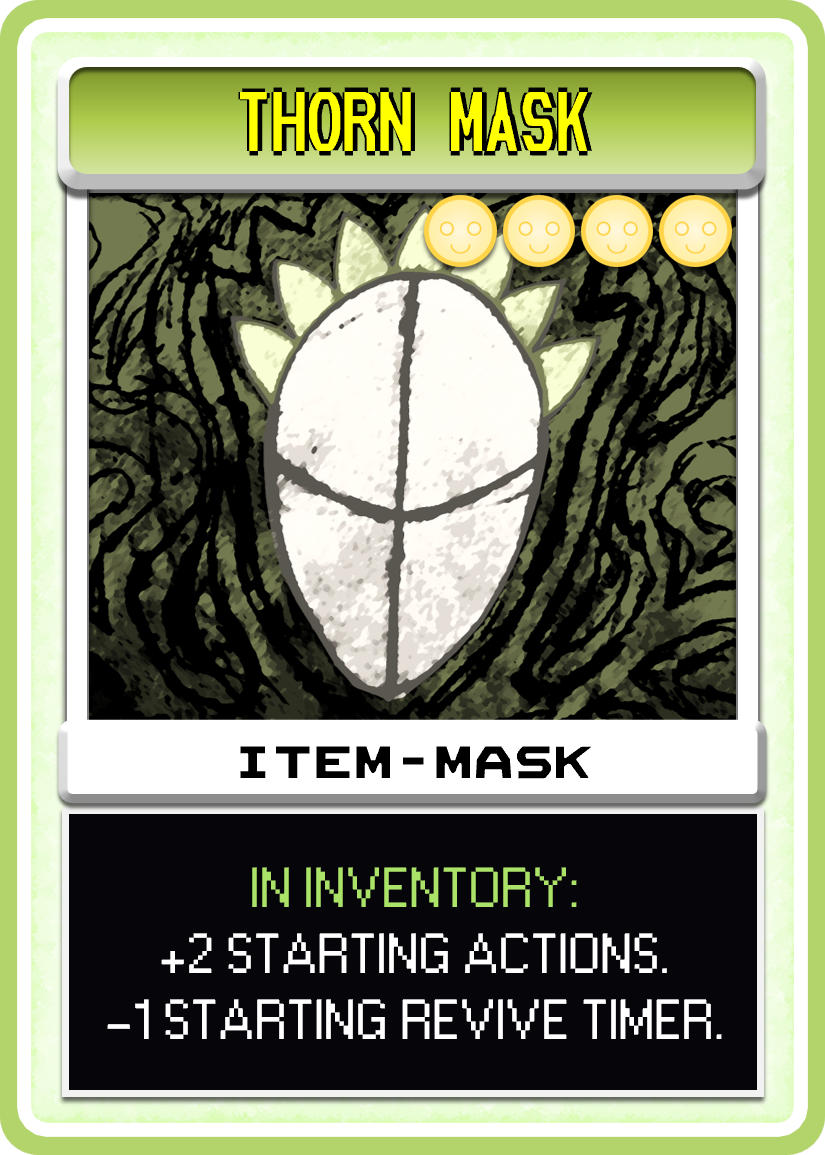 THORN MASK
ITEM-MASK
IN INVENTORY:
+2 STARTING ACTIONS.
-1 STARTING REVIVE TIMER.